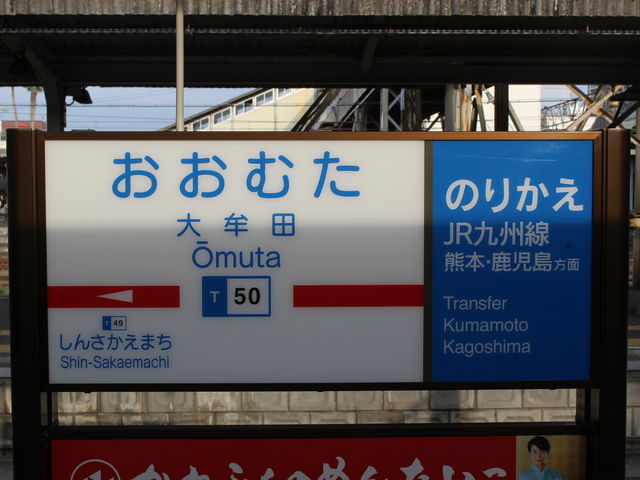 おおむた
大牟田
Ōmuta
T 50
T 49
しんさかえまち
Shin-Sakaemachi
のりかえ
JR九州線
熊本・鹿児島方面
Transfer
Kumamoto
Kagoshima